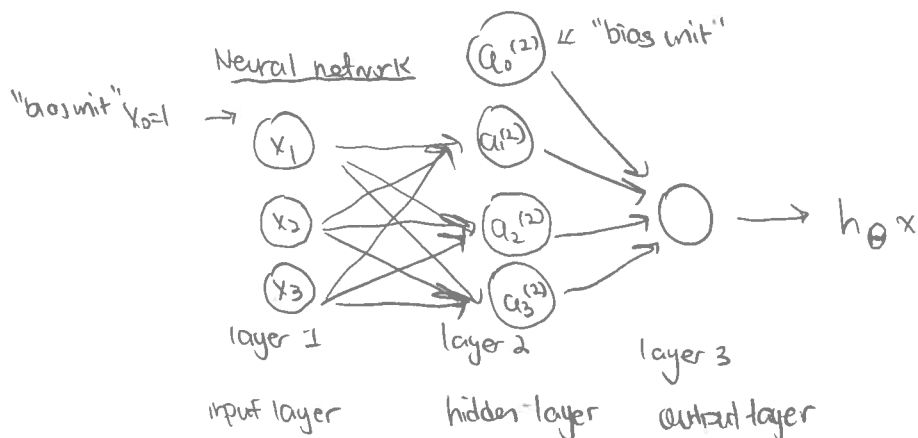 a₀⁽²⁾ ⇐ "bias unit"
Neural network
"bias unit" x₀=1 →
x₁ a₁⁽²⁾
x₂ a₂⁽²⁾ → h_Θ x
x₃ a₃⁽²⁾
layer 1 layer 2 layer 3
input layer hidden layer output layer